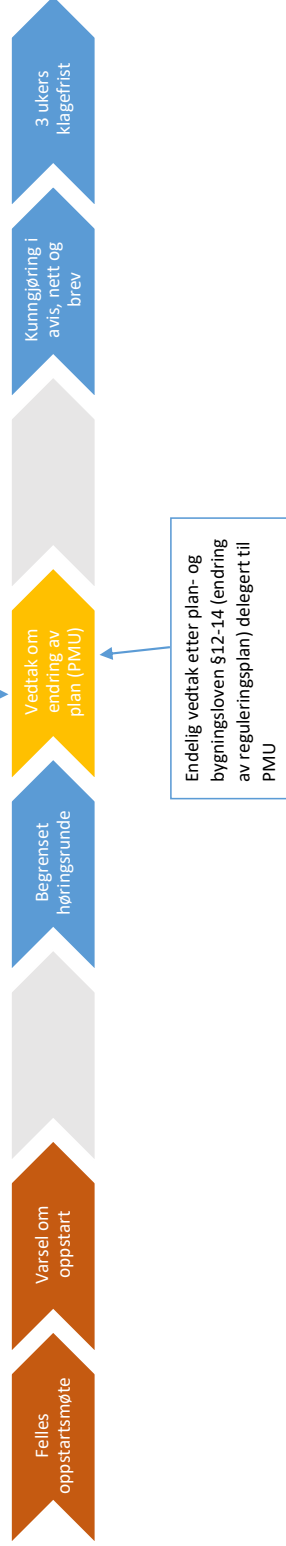 Felles
oppstartsmøte
Varsel om
oppstart
Begrenset
høringsrunde
Vedtak om
endring av
plan (PMU)
Kunngjøring i
avis, nett og
brev
3 ukers
klagefrist
Endelig vedtak etter plan- og
bygningsloven §12-14 (endring
av reguleringsplan) delegert til
PMU